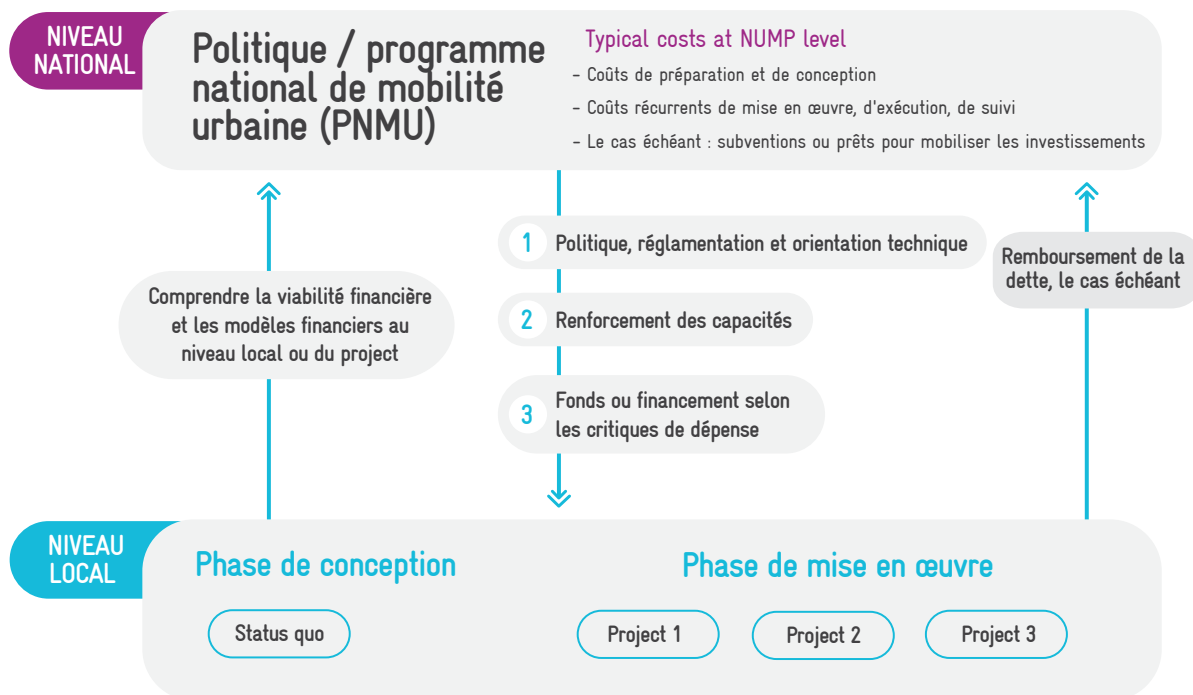 NIVEAU
NATIONAL
Politique / programme
national de mobilité
urbaine (PNMU)
Typical costs at NUMP level
- Coûts de préparation et de conception
- Coûts récurrents de mise en œuvre, d'exécution, de suivi
- Le cas échéant : subventions ou prêts pour mobiliser les investissements
1 Politique, réglementation et orientation technique
Remboursement de la
dette, le cas échéant
Comprendre la viabilité financière
et les modèles financiers au
niveau local ou du project
2 Renforcement des capacités
3 Fonds ou financement selon
les critiques de dépense
NIVEAU
LOCAL
Phase de conception
Status quo
Phase de mise en œuvre
Project 1
Project 2
Project 3